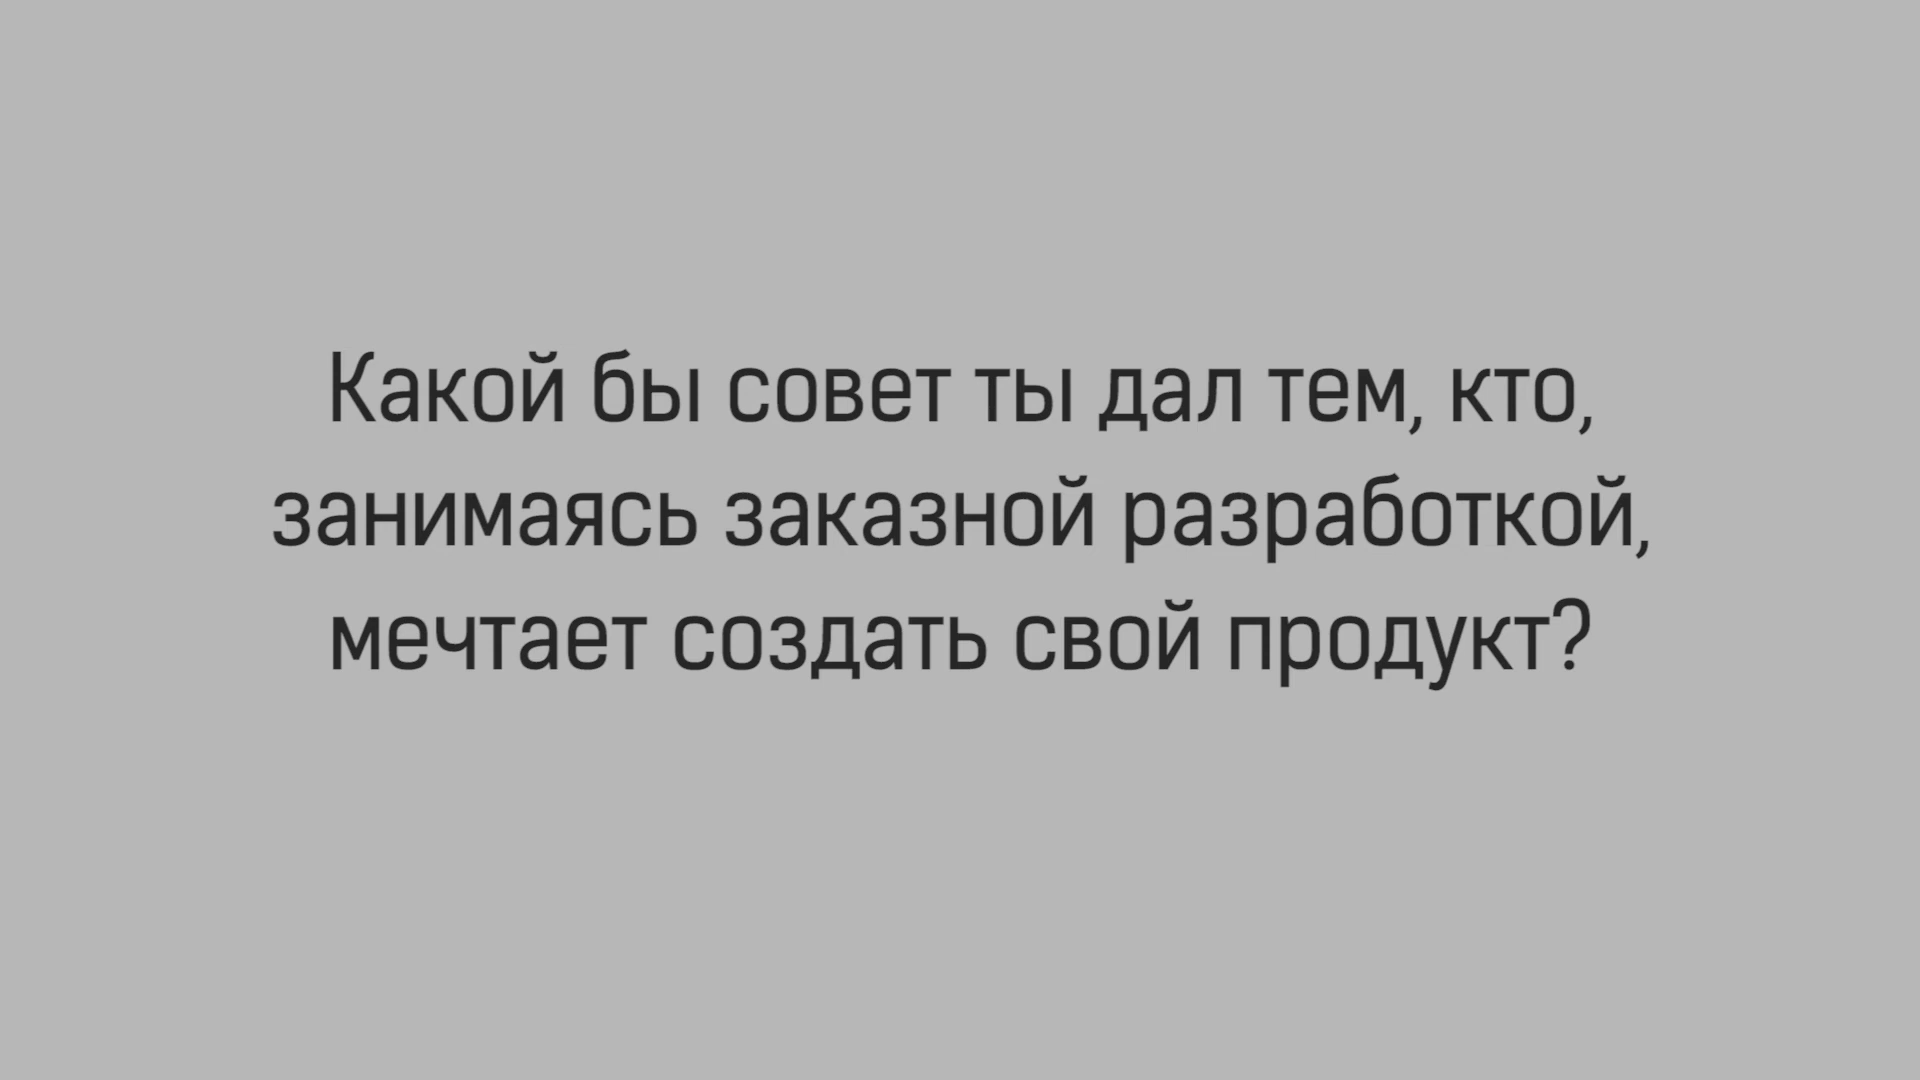 Какой бы совет ты дал тем, кто,
занимаясь заказной разработкой,
мечтает создать свой продукт?